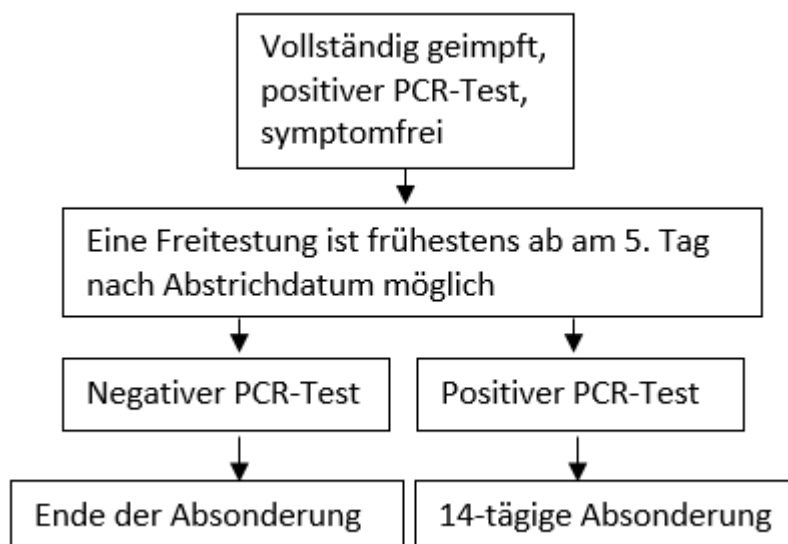 Vollständig geimpft,
positiver PCR-Test,
symptomfrei
Eine Freitestung ist frühestens ab am 5. Tag
nach Abstrichdatum möglich
Negativer PCR-Test
Positiver PCR-Test
Ende der Absonderung
14-tägige Absonderung